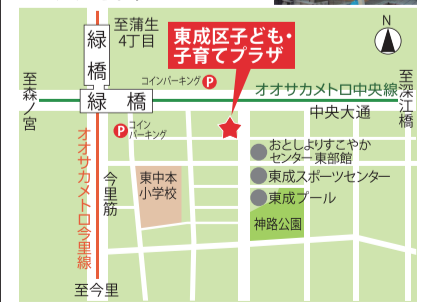 至蒲生
4丁目
緑
橋
東成区子ども・
子育てプラザ
N
コインパーキング P
オオサカメトロ中央線
至森ノ宮
緑 橋
中央大通
至深江橋
P コイン
パーキング
オオサカメトロ今里線
今里筋
東中本
小学校
おとしよりすこやか
センター東部館
東成スポーツセンター
東成プール
神路公園
至今里